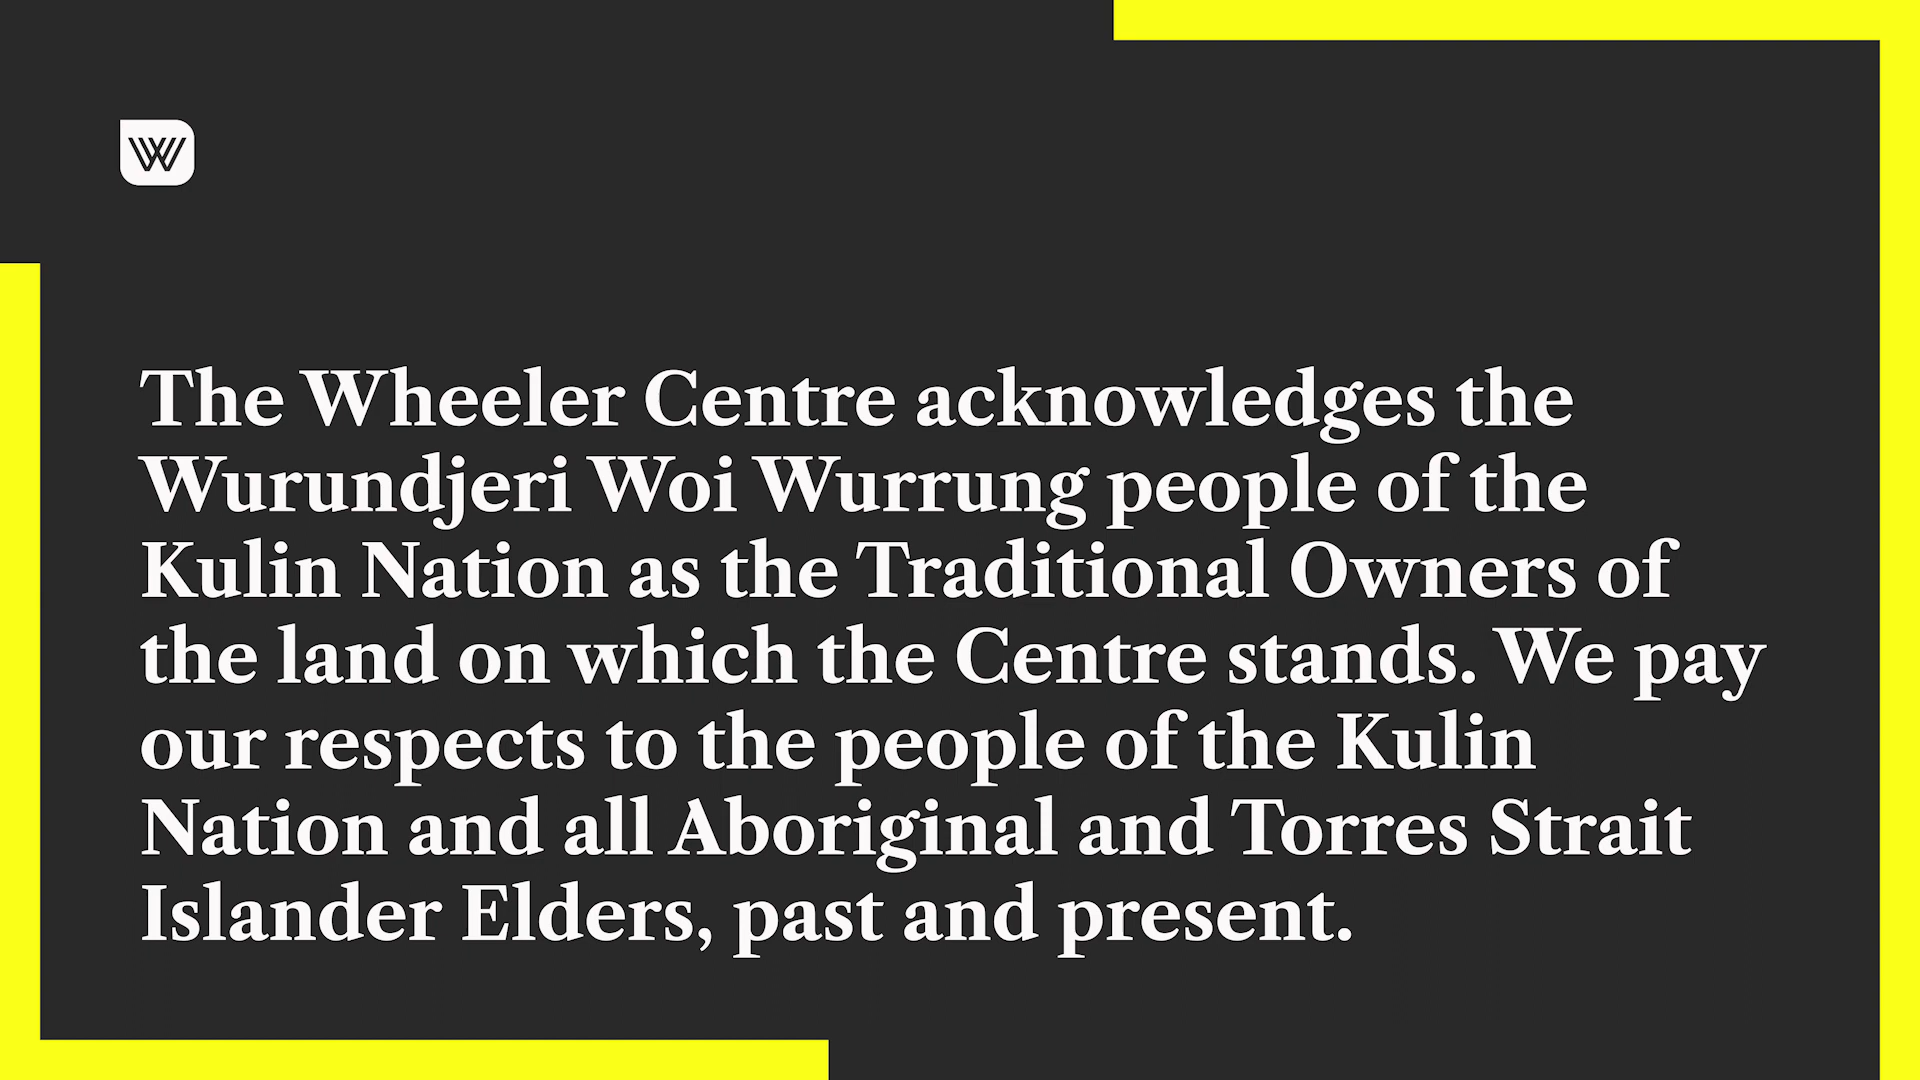 W
The Wheeler Centre acknowledges the
Wurundjeri Woi Wurrung people of the
Kulin Nation as the Traditional Owners of
the land on which the Centre stands. We pay
our respects to the people of the Kulin
Nation and all Aboriginal and Torres Strait
Islander Elders, past and present.